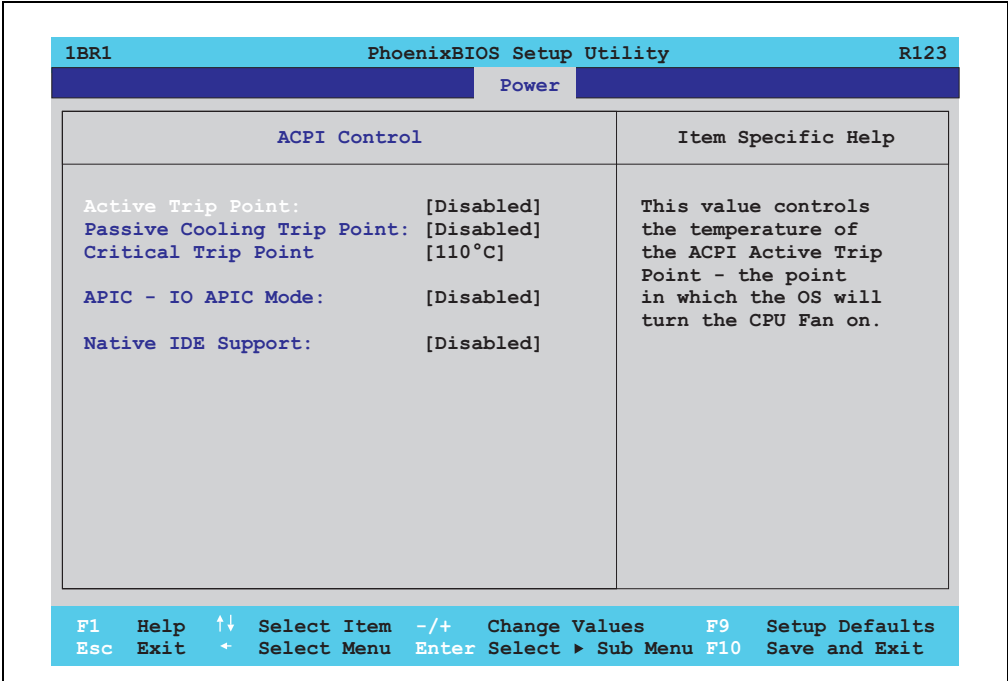 1BR1 PhoenixBIOS Setup Utility R123
Power
ACPI Control
Active Trip Point: [Disabled]
Passive Cooling Trip Point: [Disabled]
Critical Trip Point [110°C]
APIC - IO APIC Mode: [Disabled]
Native IDE Support: [Disabled]
Item Specific Help
This value controls
the temperature of
the ACPI Active Trip
Point - the point
in which the OS will
turn the CPU Fan on.
F1 Help ↑↓ Select Item -/+ Change Values F9 Setup Defaults
Esc Exit ← Select Menu Enter Select ▶ Sub Menu F10 Save and Exit